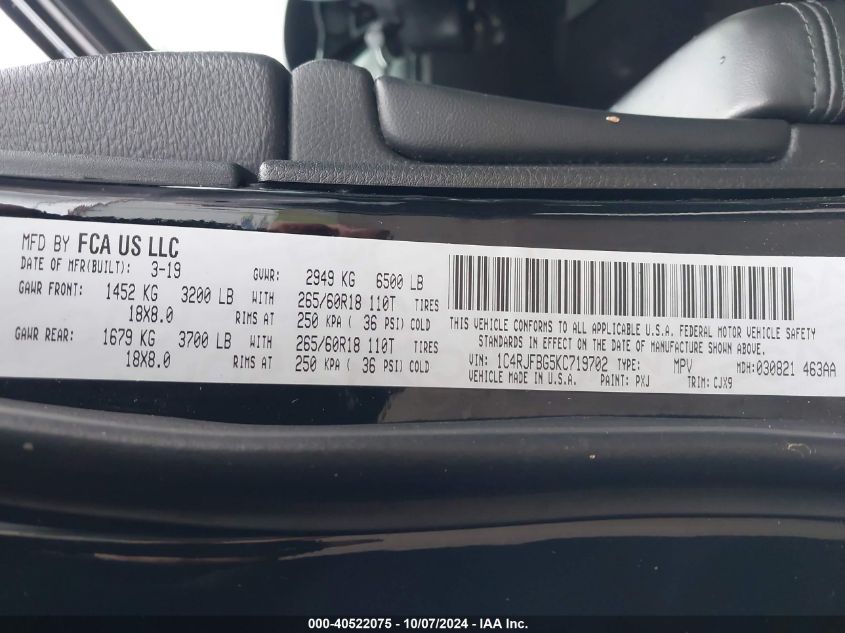 MFD BY FCA US LLC
DATE OF MFR(BUILT): 3-19 GVWR: 2949 KG 6500 LB
GAWR FRONT: 1452 KG 3200 LB WITH 265/60R18 110T TIRES
18X8.0 RIMS AT 250 KPA ( 36 PSI) COLD
GAWR REAR: 1679 KG 3700 LB WITH 265/60R18 110T TIRES
18X8.0 RIMS AT 250 KPA ( 36 PSI) COLD
THIS VEHICLE CONFORMS TO ALL APPLICABLE U.S.A. FEDERAL MOTOR VEHICLE SAFETY
STANDARDS IN EFFECT ON THE DATE OF MANUFACTURE SHOWN ABOVE.
VIN: 1C4RJFBG5KC719702 TYPE: MPV MDH:030821 463AA
VEHICLE MADE IN U.S.A. PAINT: PXJ TRIM: CJX9
000-40522075 - 10/07/2024 - IAA Inc.